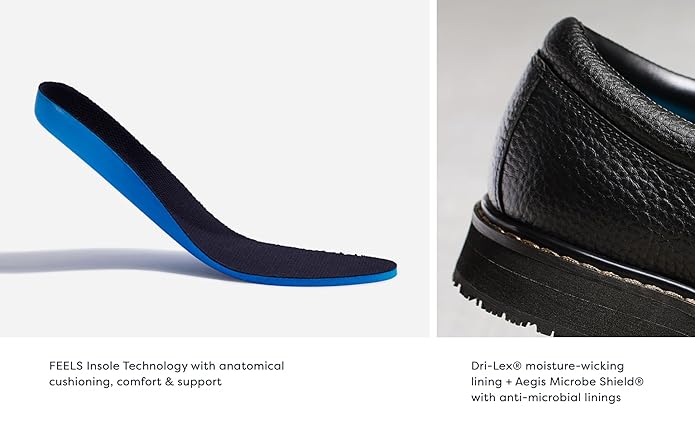 FEELS Insole Technology with anatomical
cushioning, comfort & support
Dri-Lex® moisture-wicking
lining + Aegis Microbe Shield®
with anti-microbial linings